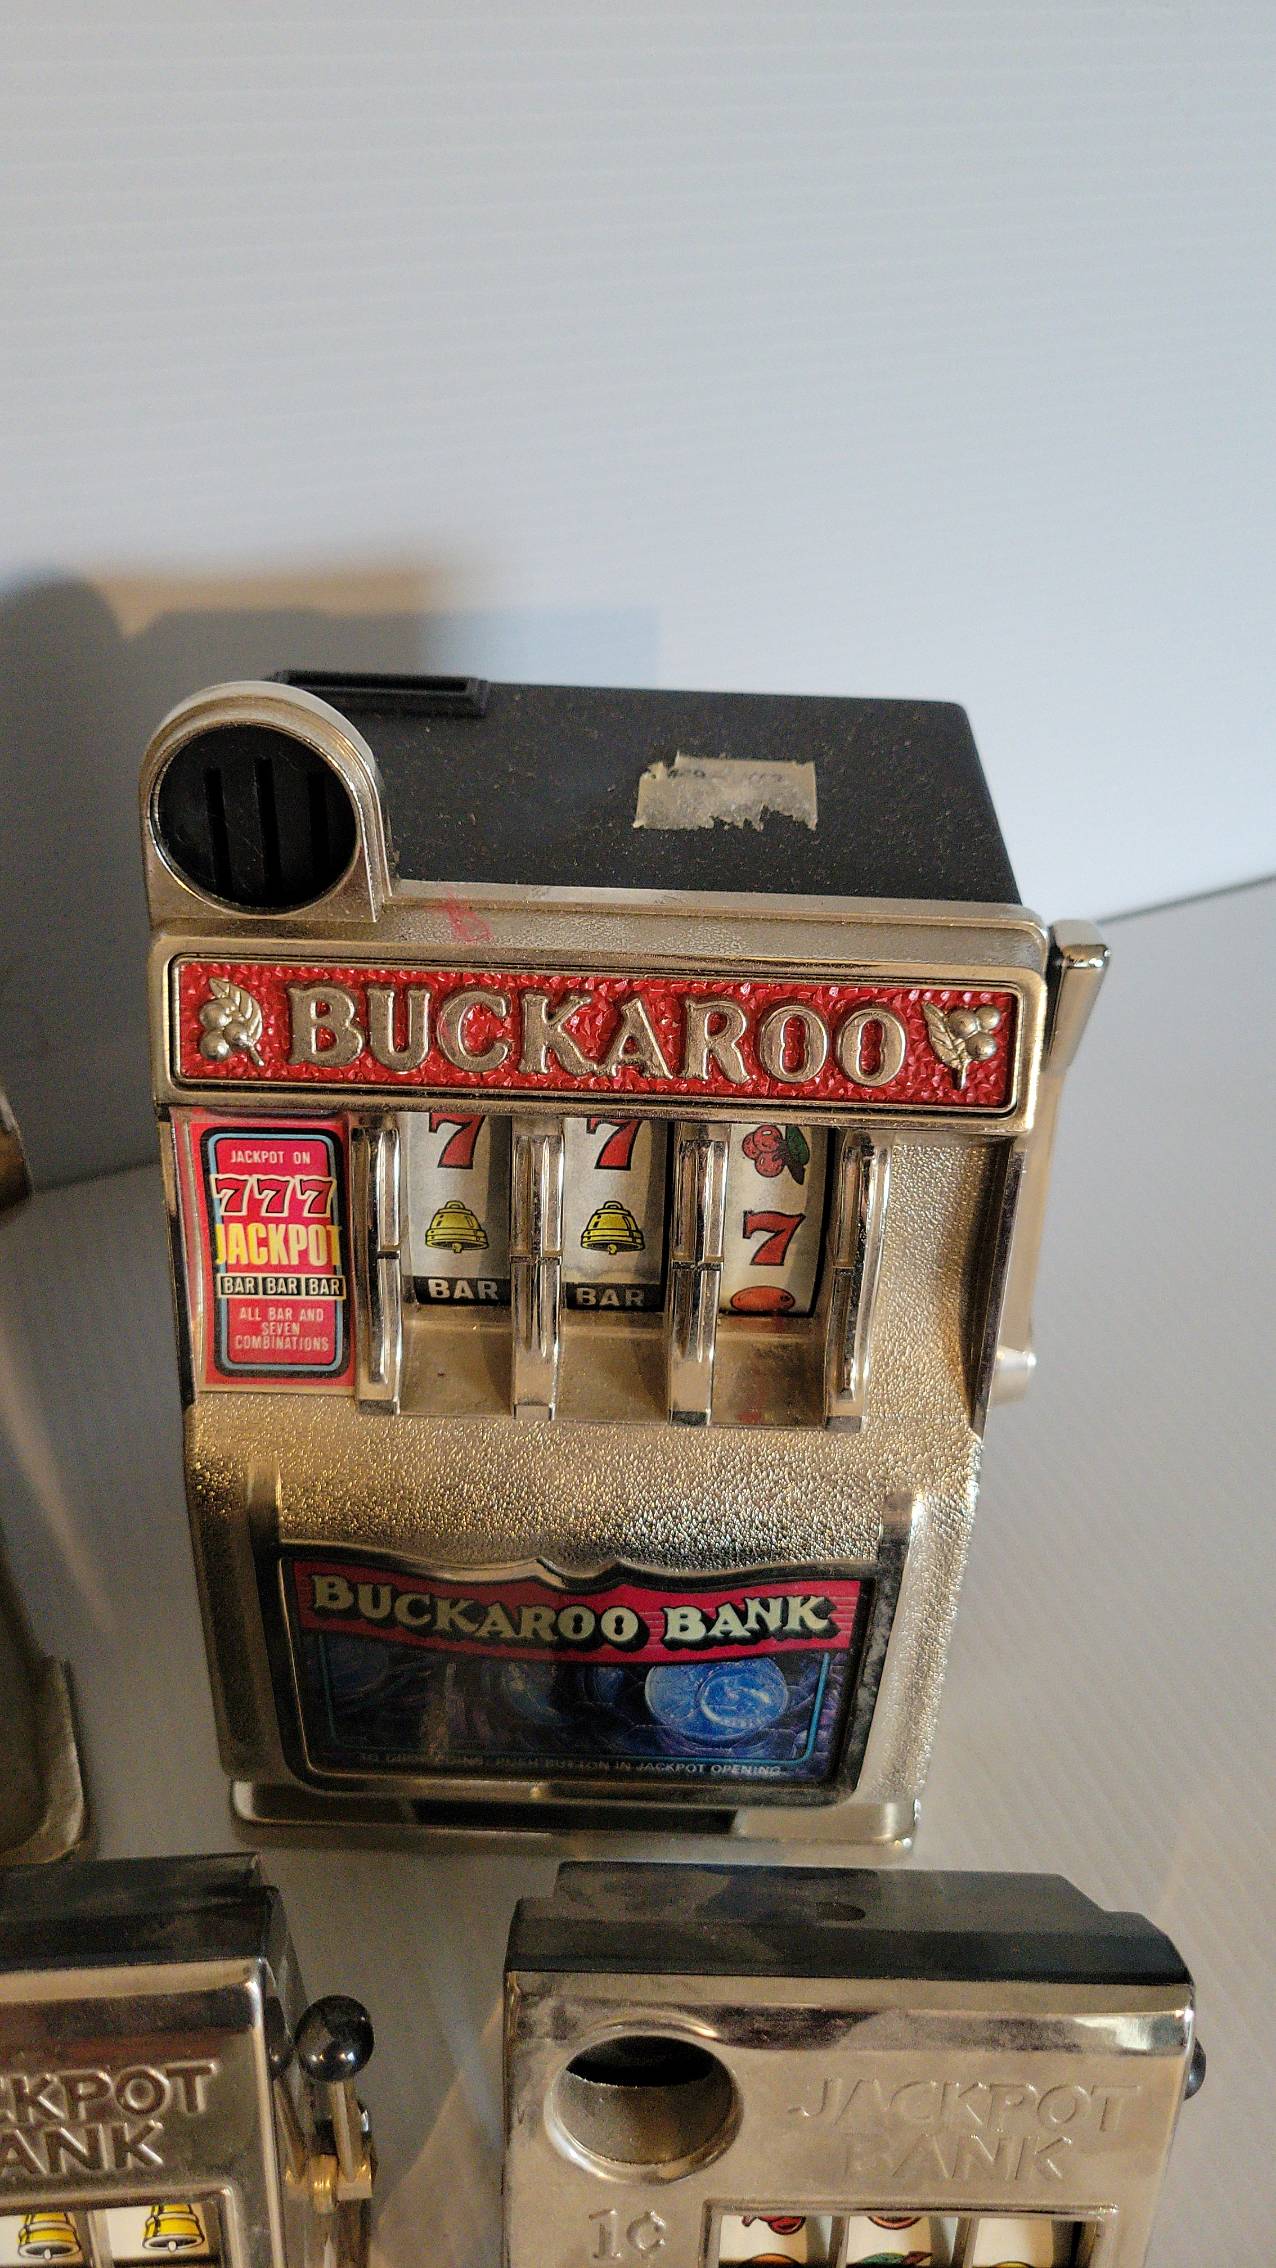 BUCKAROO
JACKPOT ON
777
JACKPOT
BAR BAR BAR
ALL BAR AND
SEVEN
COMBINATIONS
7 7
7
BAR BAR
BUCKAROO BANK
PUSH BUTTON IN JACKPOT OPENING
CKPOT
ANK
JACKPOT
BANK
1¢